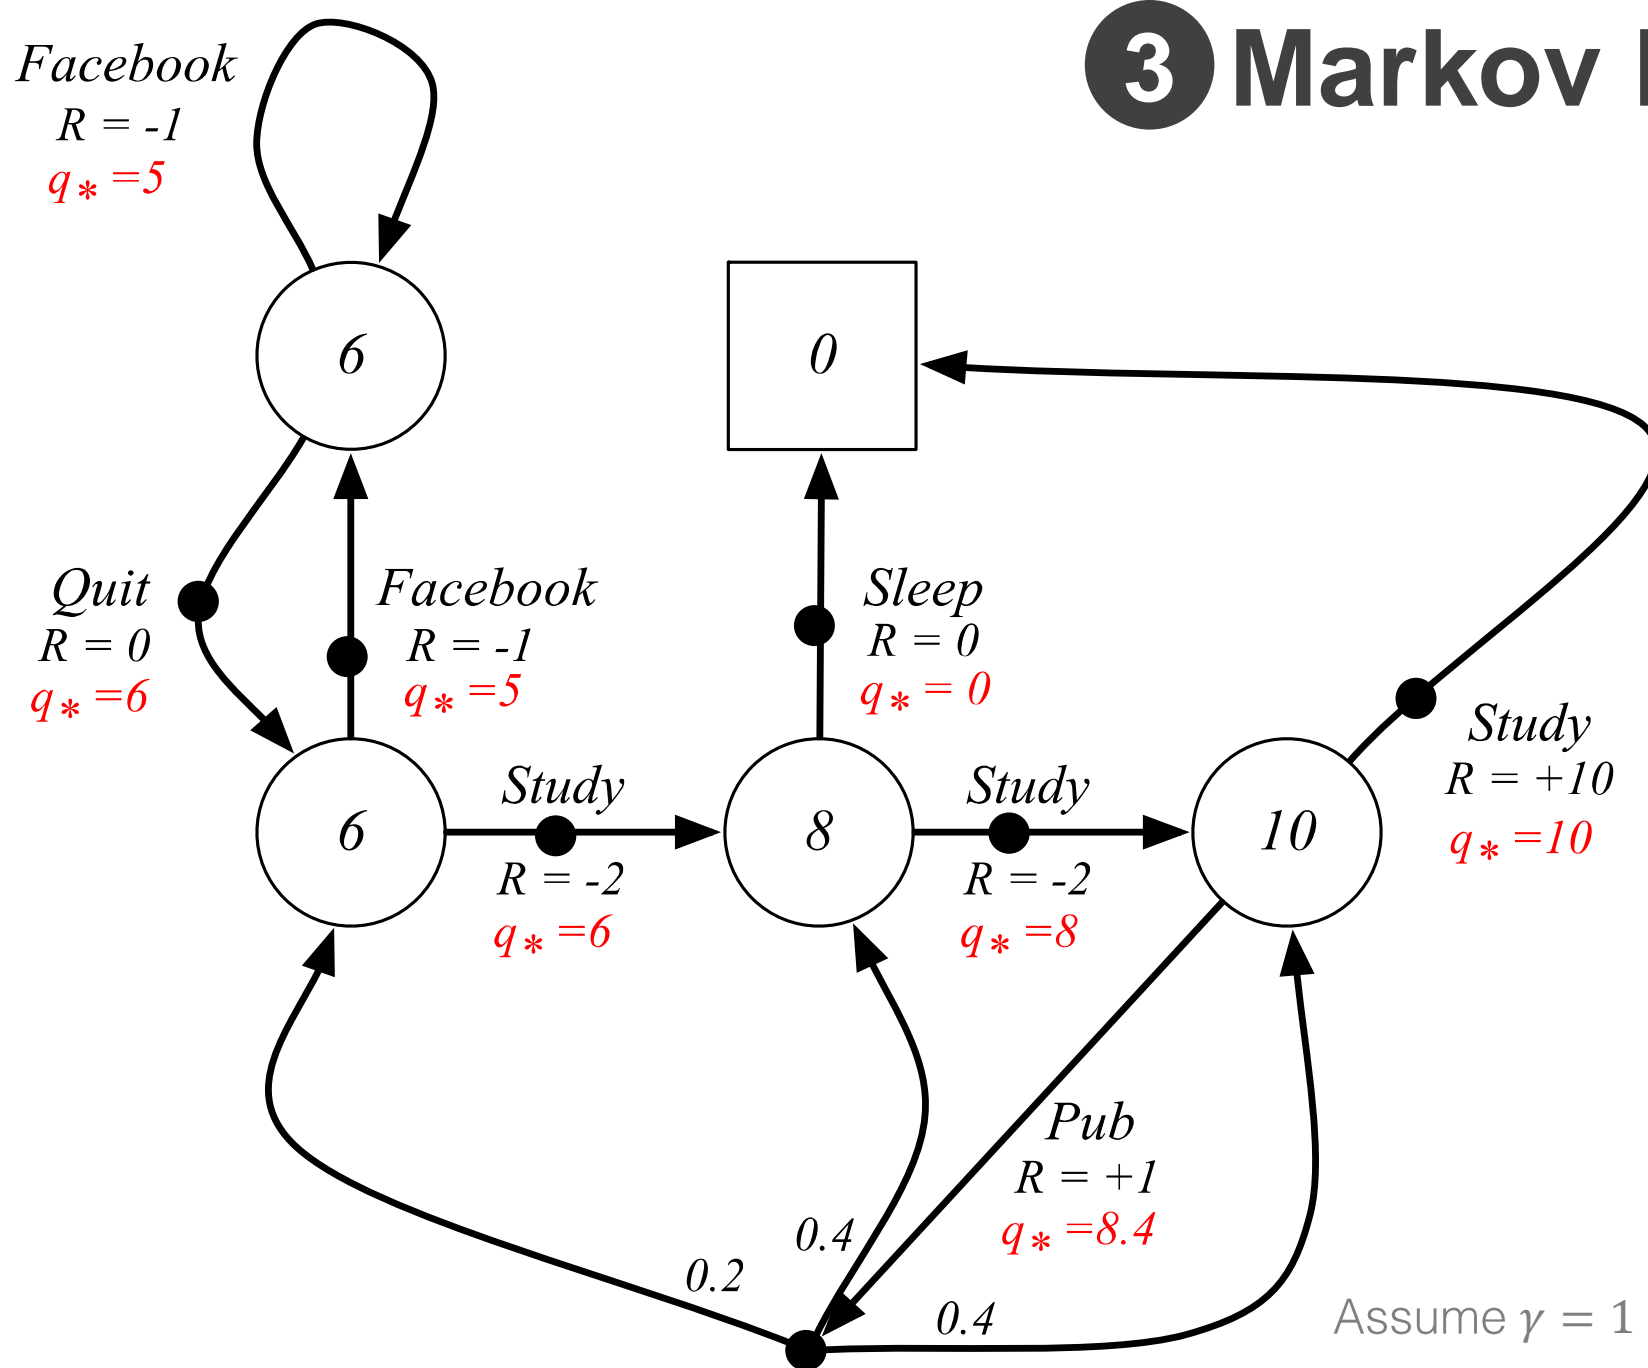 3 Markov
Facebook
R = -1
q* =5
6
0
Quit
R = 0
q* =6
Facebook
R = -1
q* =5
Sleep
R = 0
q* = 0
Study
R = +10
q* =10
6
Study
R = -2
q* =6
8
Study
R = -2
q* =8
10
Pub
R = +1
q* =8.4
0.2
0.4
0.4
Assume γ = 1